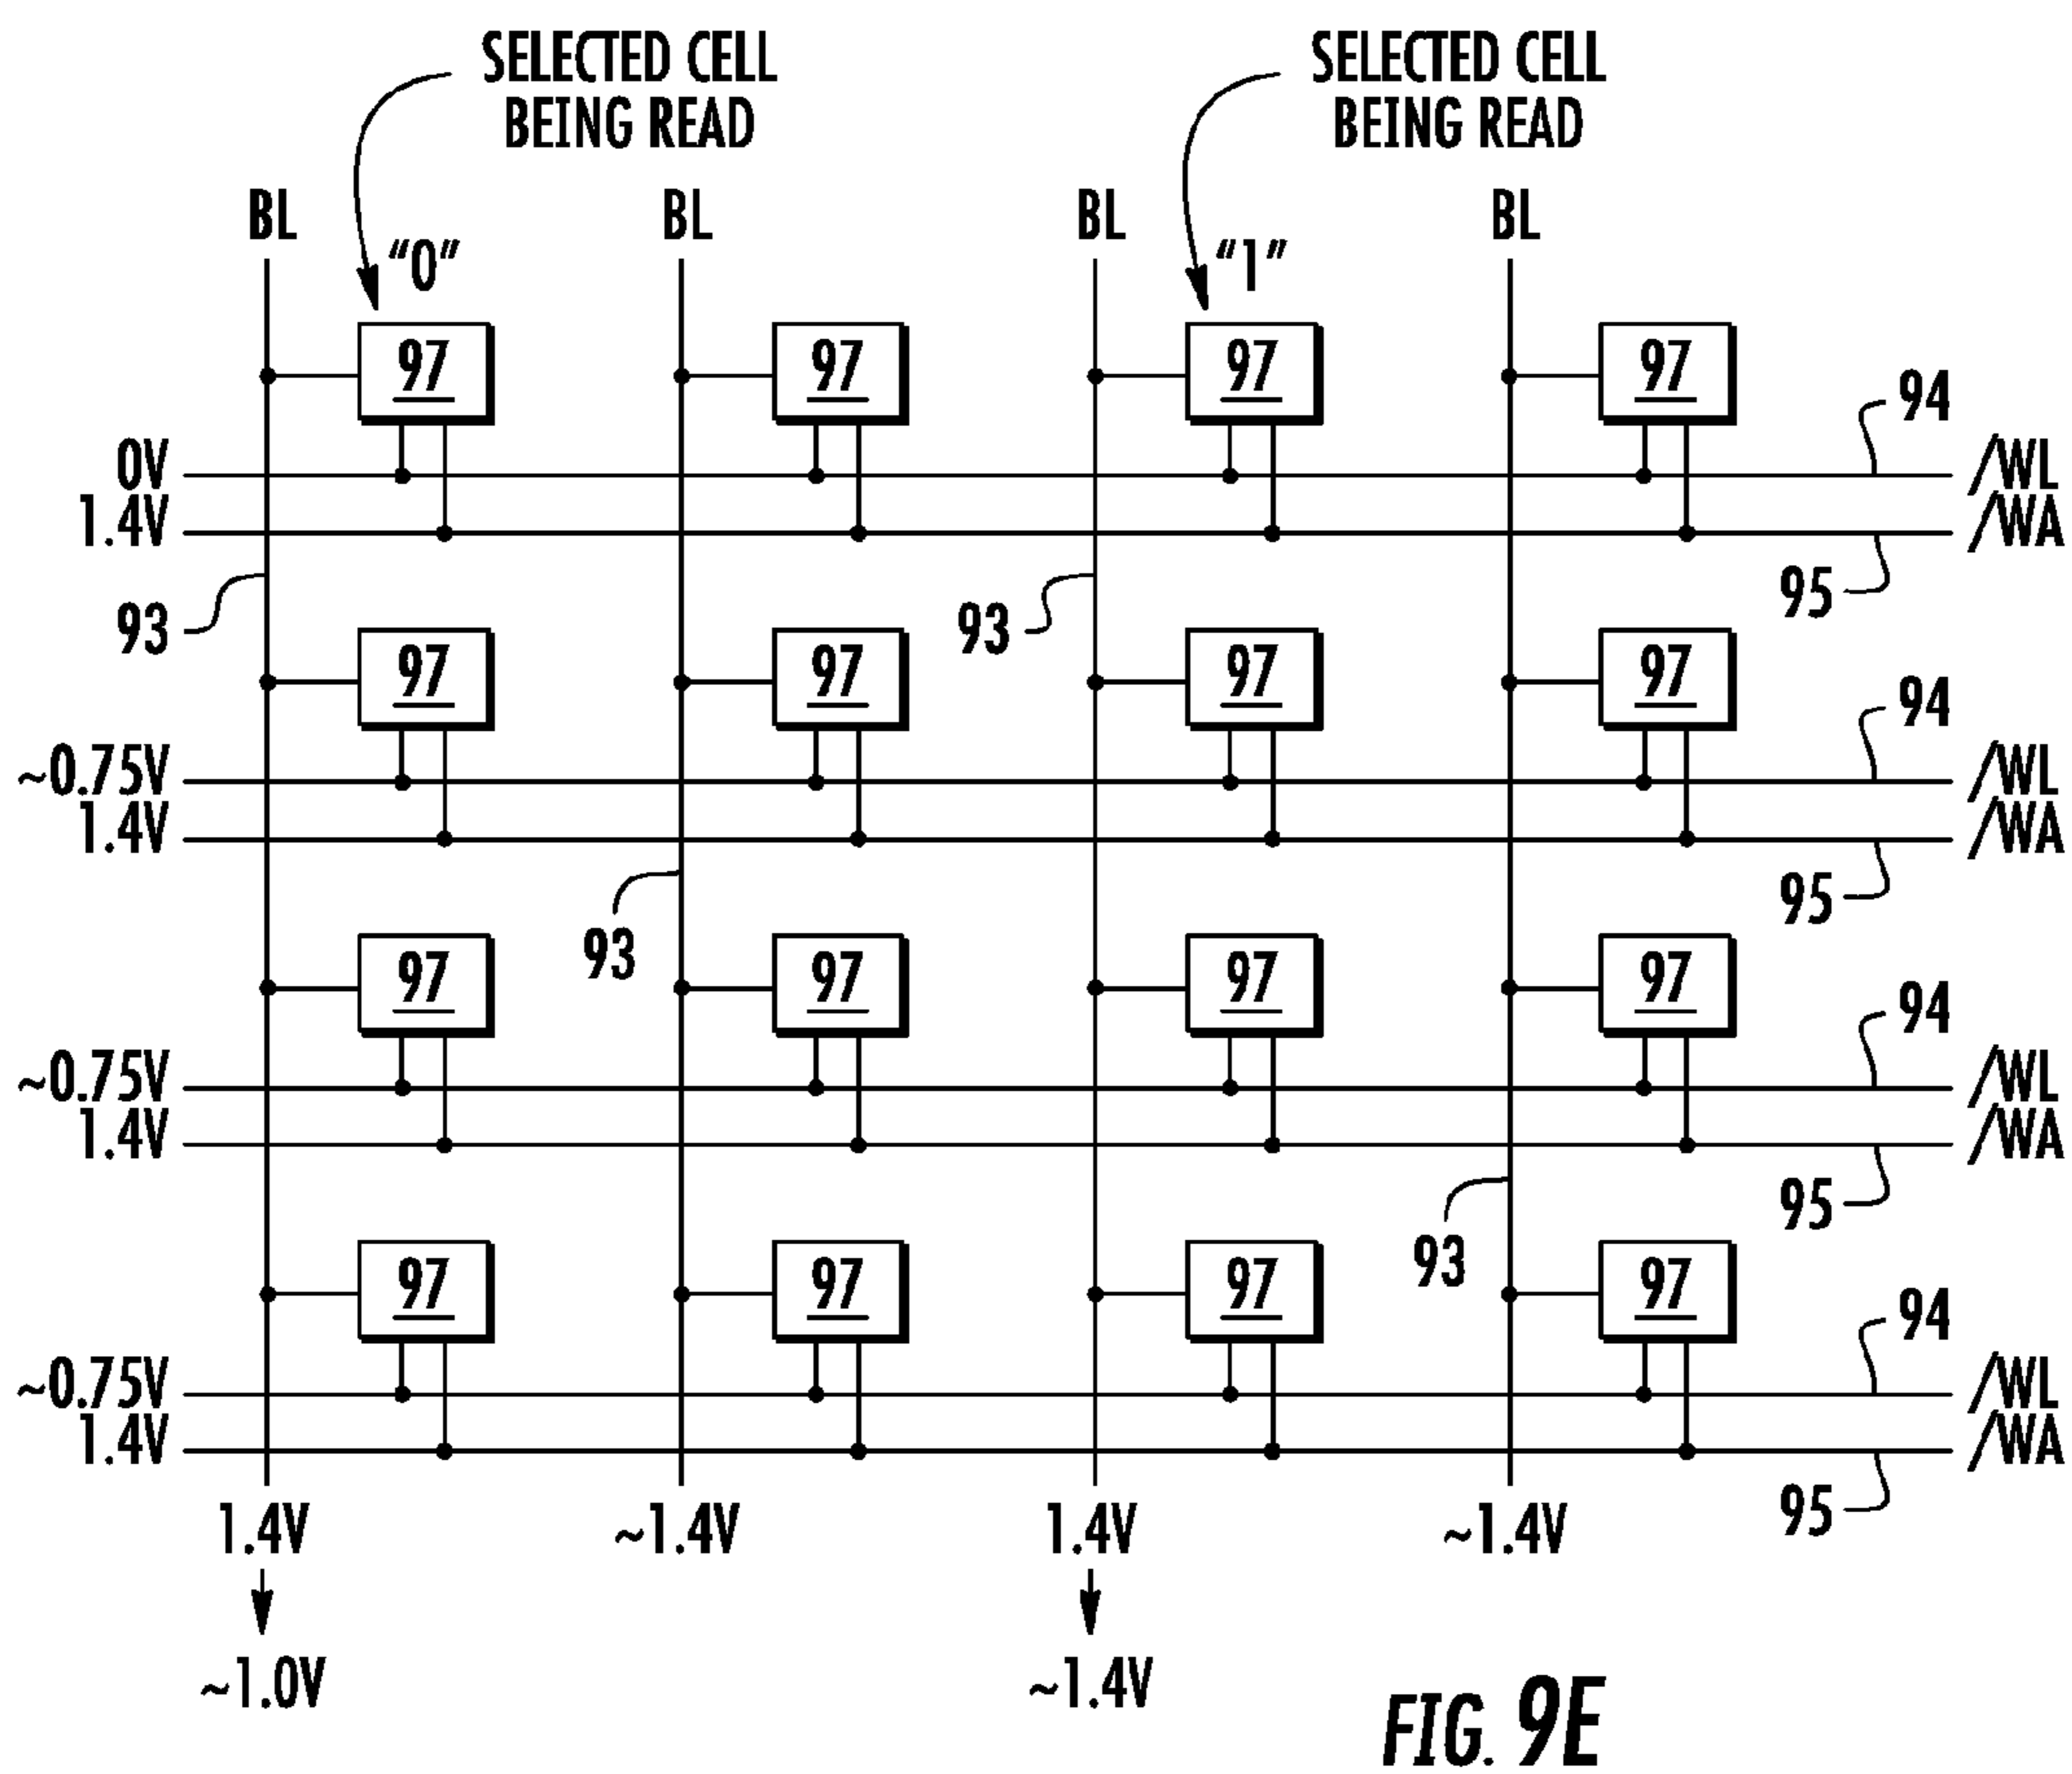 SELECTED CELL
BEING READ
SELECTED CELL
BEING READ
BL
BL
BL
BL
“0”
“1”
97
97
97
97
94
0V
/WL
1.4V
/WA
95
93
93
97
97
97
97
94
~0.75V
/WL
1.4V
/WA
95
93
97
97
97
97
94
~0.75V
/WL
1.4V
/WA
95
93
97
97
97
97
94
~0.75V
/WL
1.4V
/WA
95
1.4V
~1.4V
1.4V
~1.4V
~1.0V
~1.4V
FIG. 9E